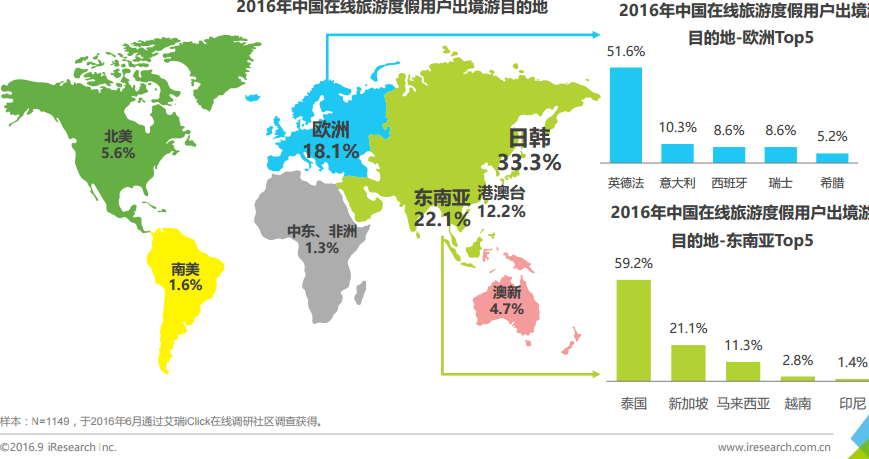 2016年中国在线旅游度假用户出境游目的地
北美
5.6%
欧洲
18.1%
日韩
33.3%
东南亚
22.1%
港澳台
12.2%
中东、非洲
1.3%
南美
1.6%
澳新
4.7%
2016年中国在线旅游度假用户出境游
目的地-欧洲Top5
51.6%
10.3%
8.6%
8.6%
5.2%
英德法
意大利
西班牙
瑞士
希腊
2016年中国在线旅游度假用户出境游
目的地-东南亚Top5
59.2%
21.1%
11.3%
2.8%
1.4%
泰国
新加坡
马来西亚
越南
印尼
样本：N=1149，于2016年6月通过艾瑞iClick在线调研社区调查获得。
©2016.9 iResearch Inc.
www.iresearch.com.cn